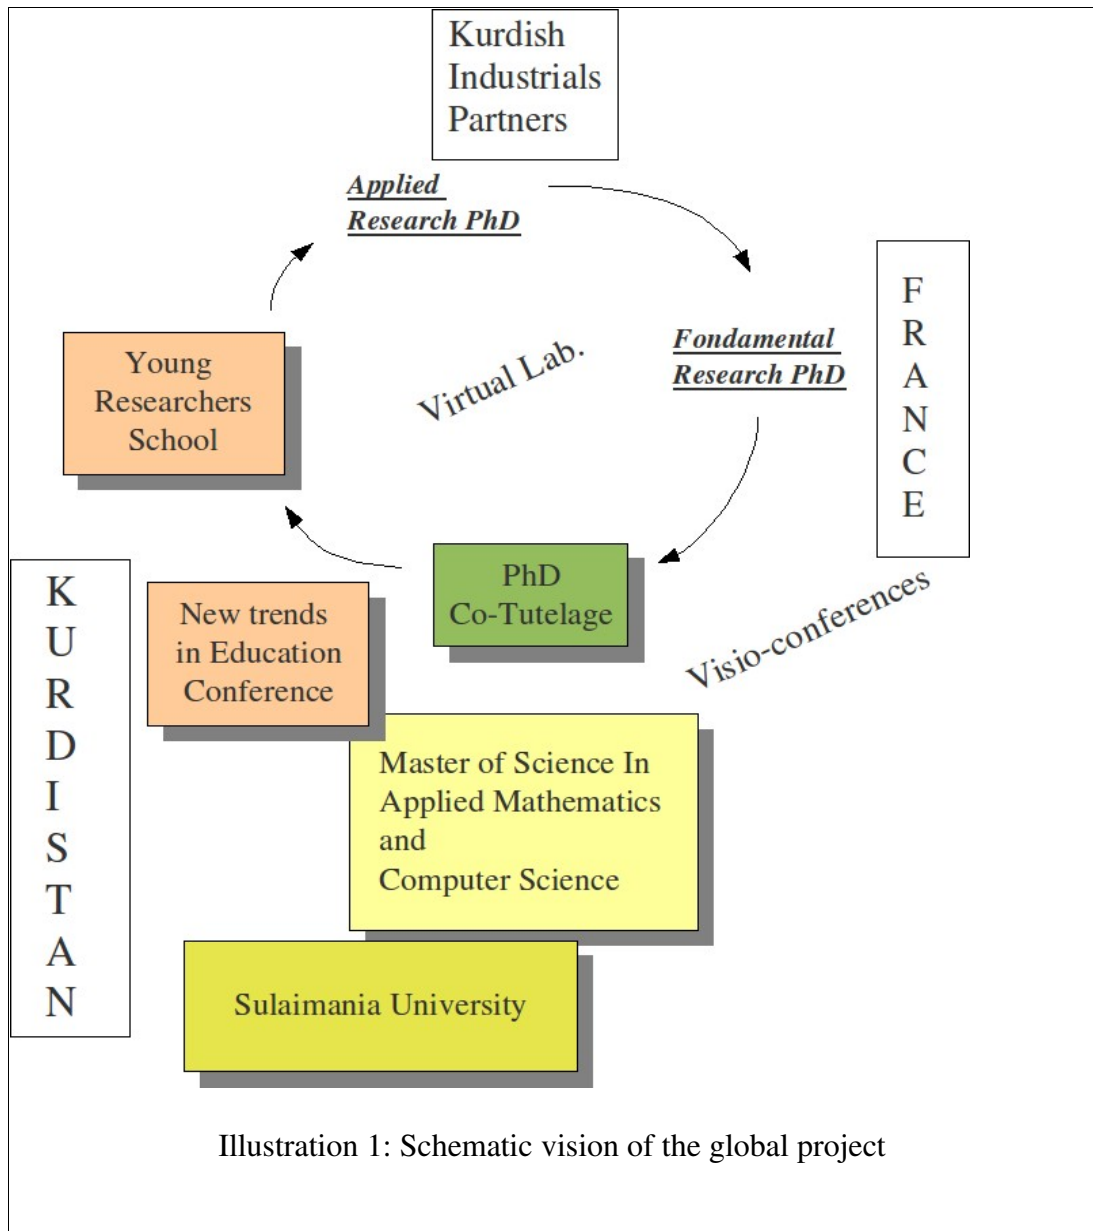 Kurdish
Industrials
Partners
Applied
Research PhD
F
R
A
N
C
E
Fondamental
Research PhD
Virtual Lab.
Young
Researchers
School
PhD
Co-Tutelage
Visio-conferences
K
U
R
D
I
S
T
A
N
New trends
in Education
Conference
Master of Science In
Applied Mathematics
and
Computer Science
Sulaimania University
Illustration 1: Schematic vision of the global project